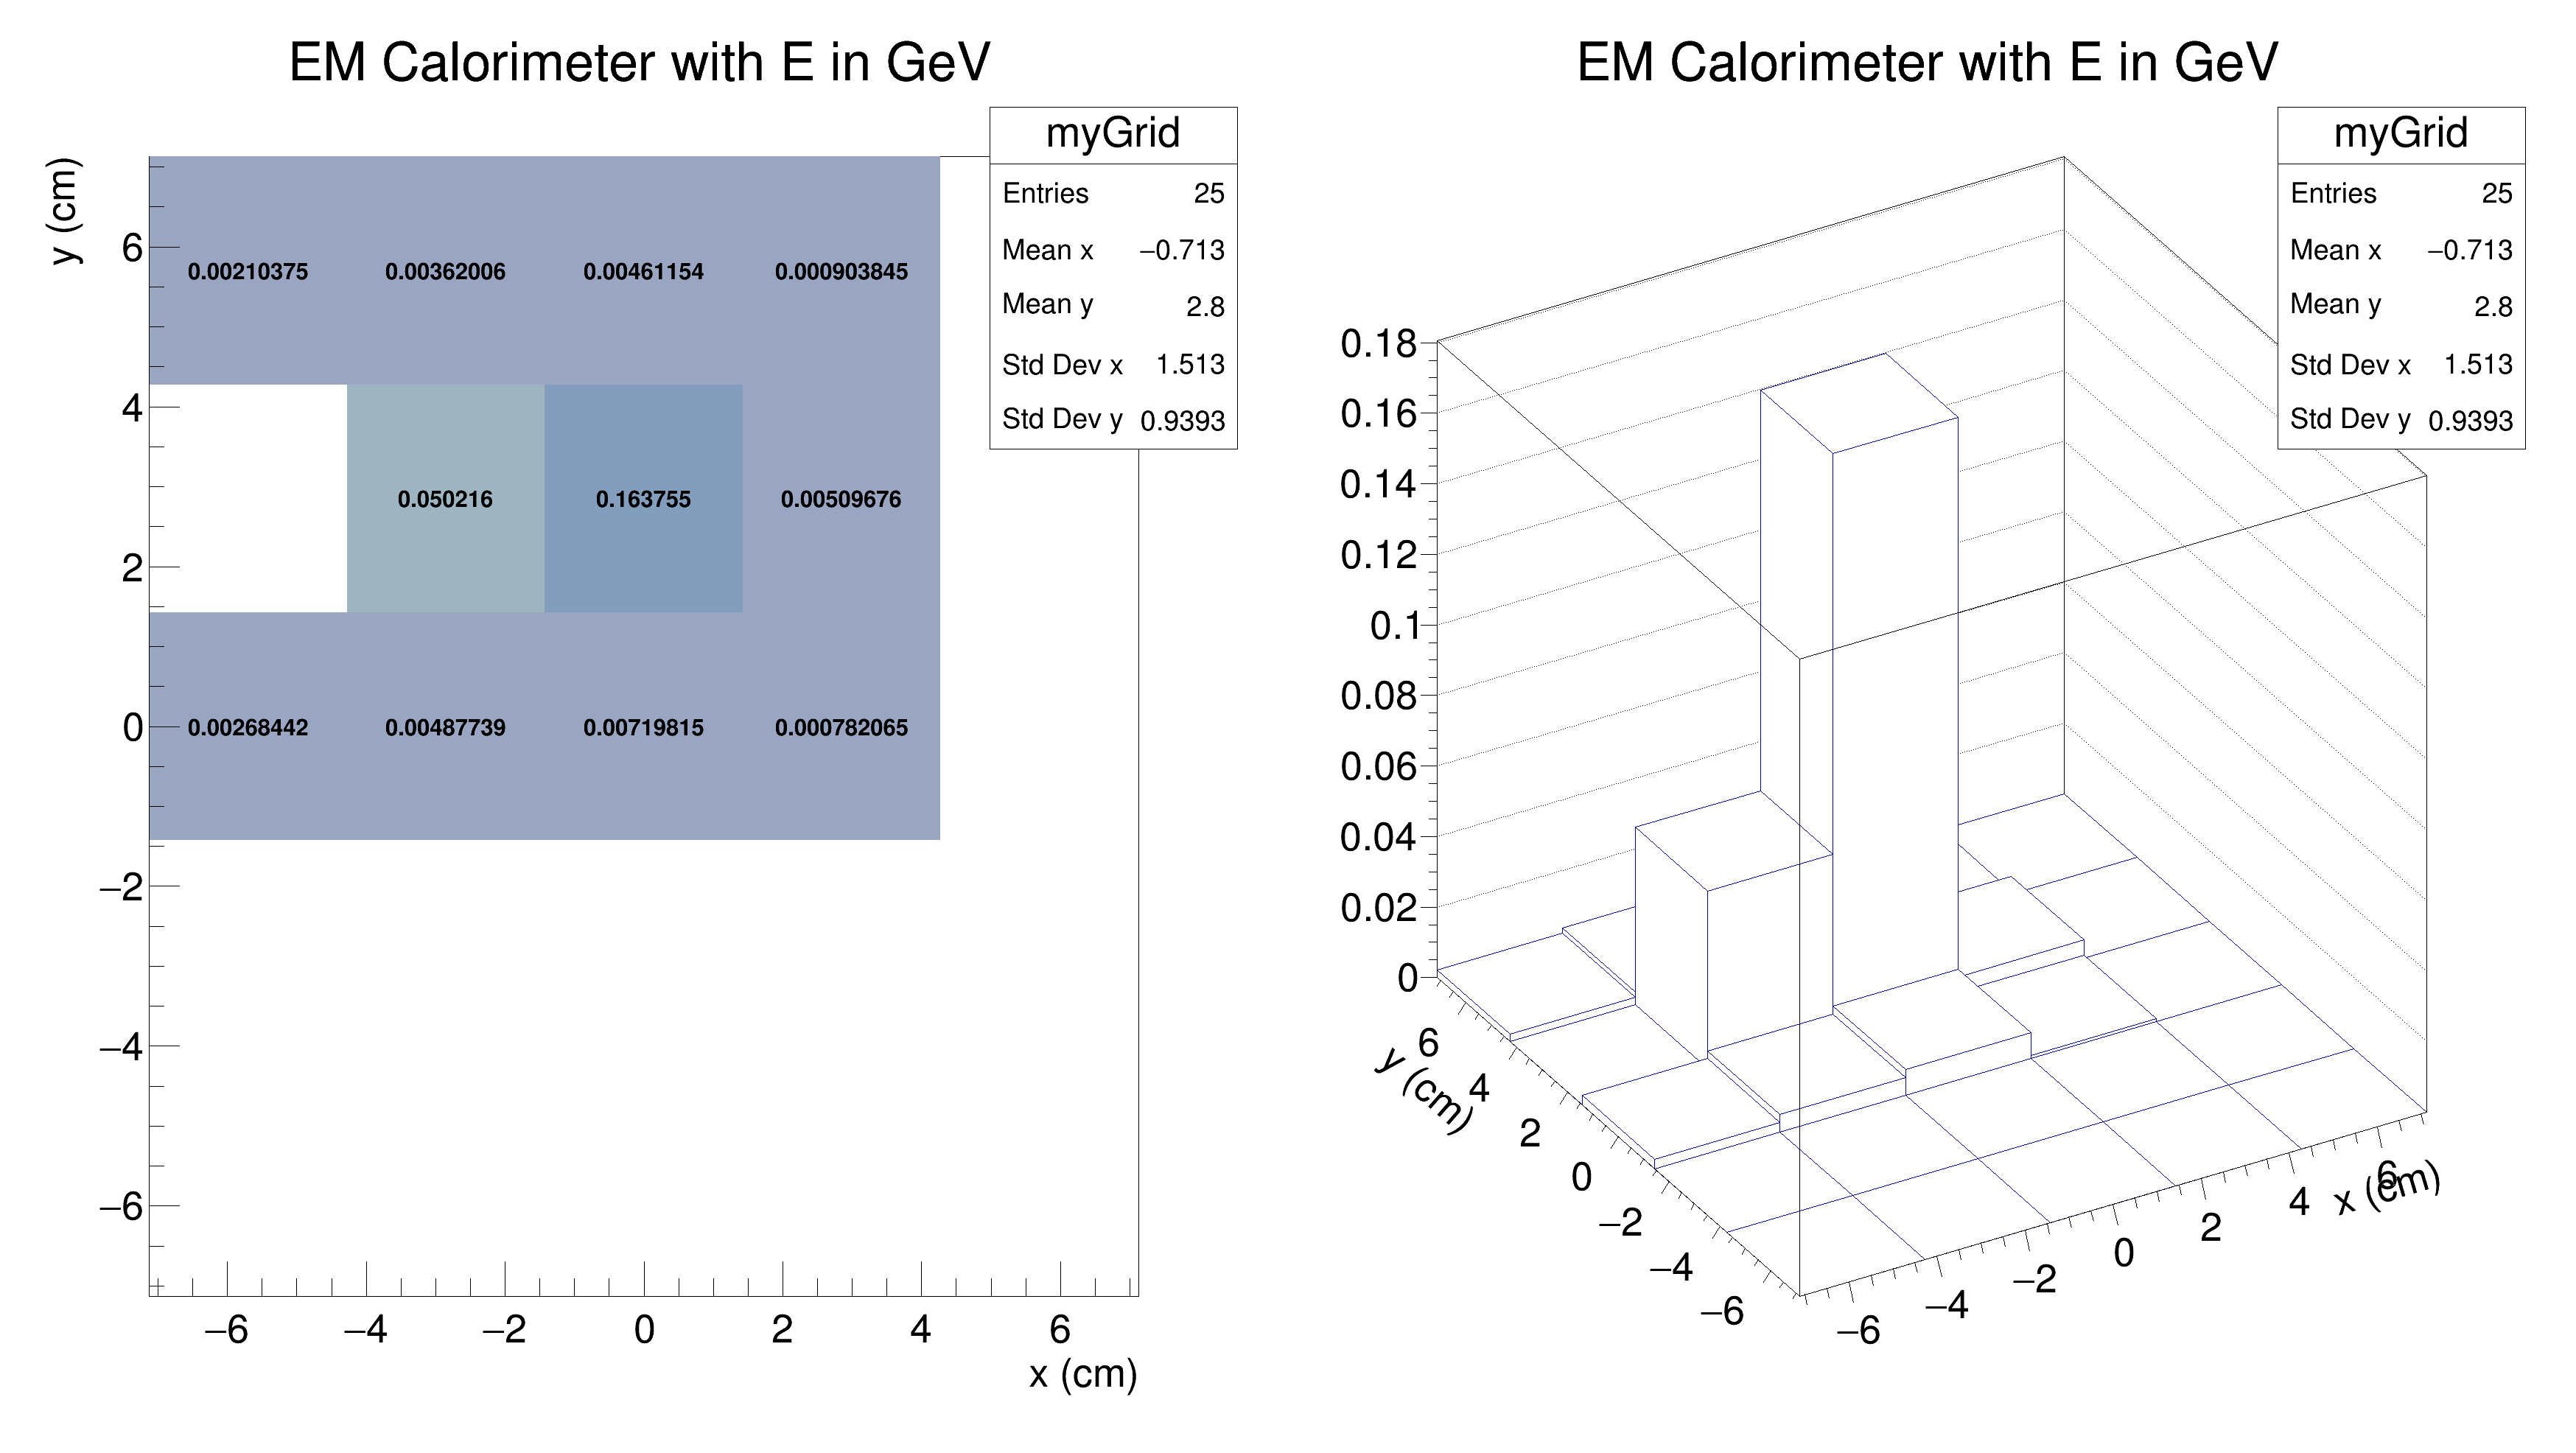 EM Calorimeter with E in GeV
myGrid
Entries 25
Mean x −0.713
Mean y 2.8
Std Dev x 1.513
Std Dev y 0.9393
y (cm)
6
4
2
0
−2
−4
−6
0.00210375 0.00362006 0.00461154 0.000903845
0.050216 0.163755 0.00509676
0.00268442 0.00487739 0.00719815 0.000782065
−6 −4 −2 0 2 4 6
x (cm)
EM Calorimeter with E in GeV
myGrid
Entries 25
Mean x −0.713
Mean y 2.8
Std Dev x 1.513
Std Dev y 0.9393
0.18
0.16
0.14
0.12
0.1
0.08
0.06
0.04
0.02
0
y (cm)
6
4
2
0
−2
−4
−6
−6 −4 −2 0 2 4 6
x (cm)